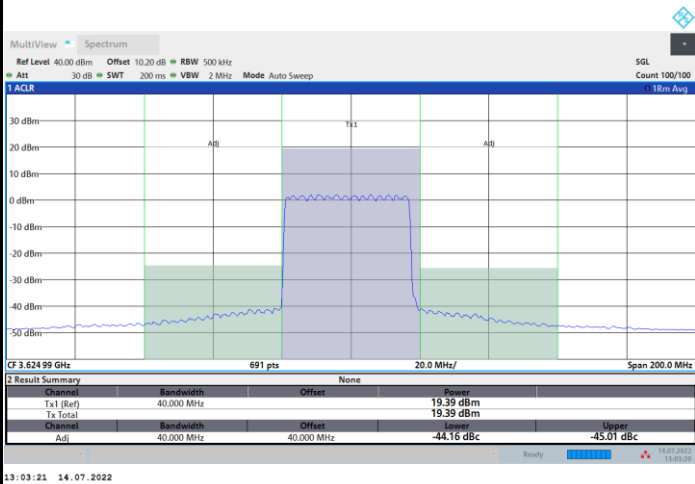 MultiView Spectrum
Ref Level 40.00 dBm Offset 10.20 dB RBW 500 kHz SGL
Att 30 dB SWT 200 ms VBW 2 MHz Mode Auto Sweep Count 100/100
1 ACLR 1Rm Avg
30 dBm
Tx1
20 dBm
Adj Adj
10 dBm
0 dBm
-10 dBm
-20 dBm
-30 dBm
-40 dBm
-50 dBm
CF 3.62499 GHz 691 pts 20.0 MHz/ Span 200.0 MHz
2 Result Summary None
Channel Bandwidth Offset Power
Tx1 (Ref) 40.000 MHz 19.39 dBm
Tx Total 19.39 dBm
Channel Bandwidth Offset Lower Upper
Adj 40.000 MHz 40.000 MHz -44.16 dBc -45.01 dBc
Ready 14.07.2022
13:03:20
13:03:21 14.07.2022